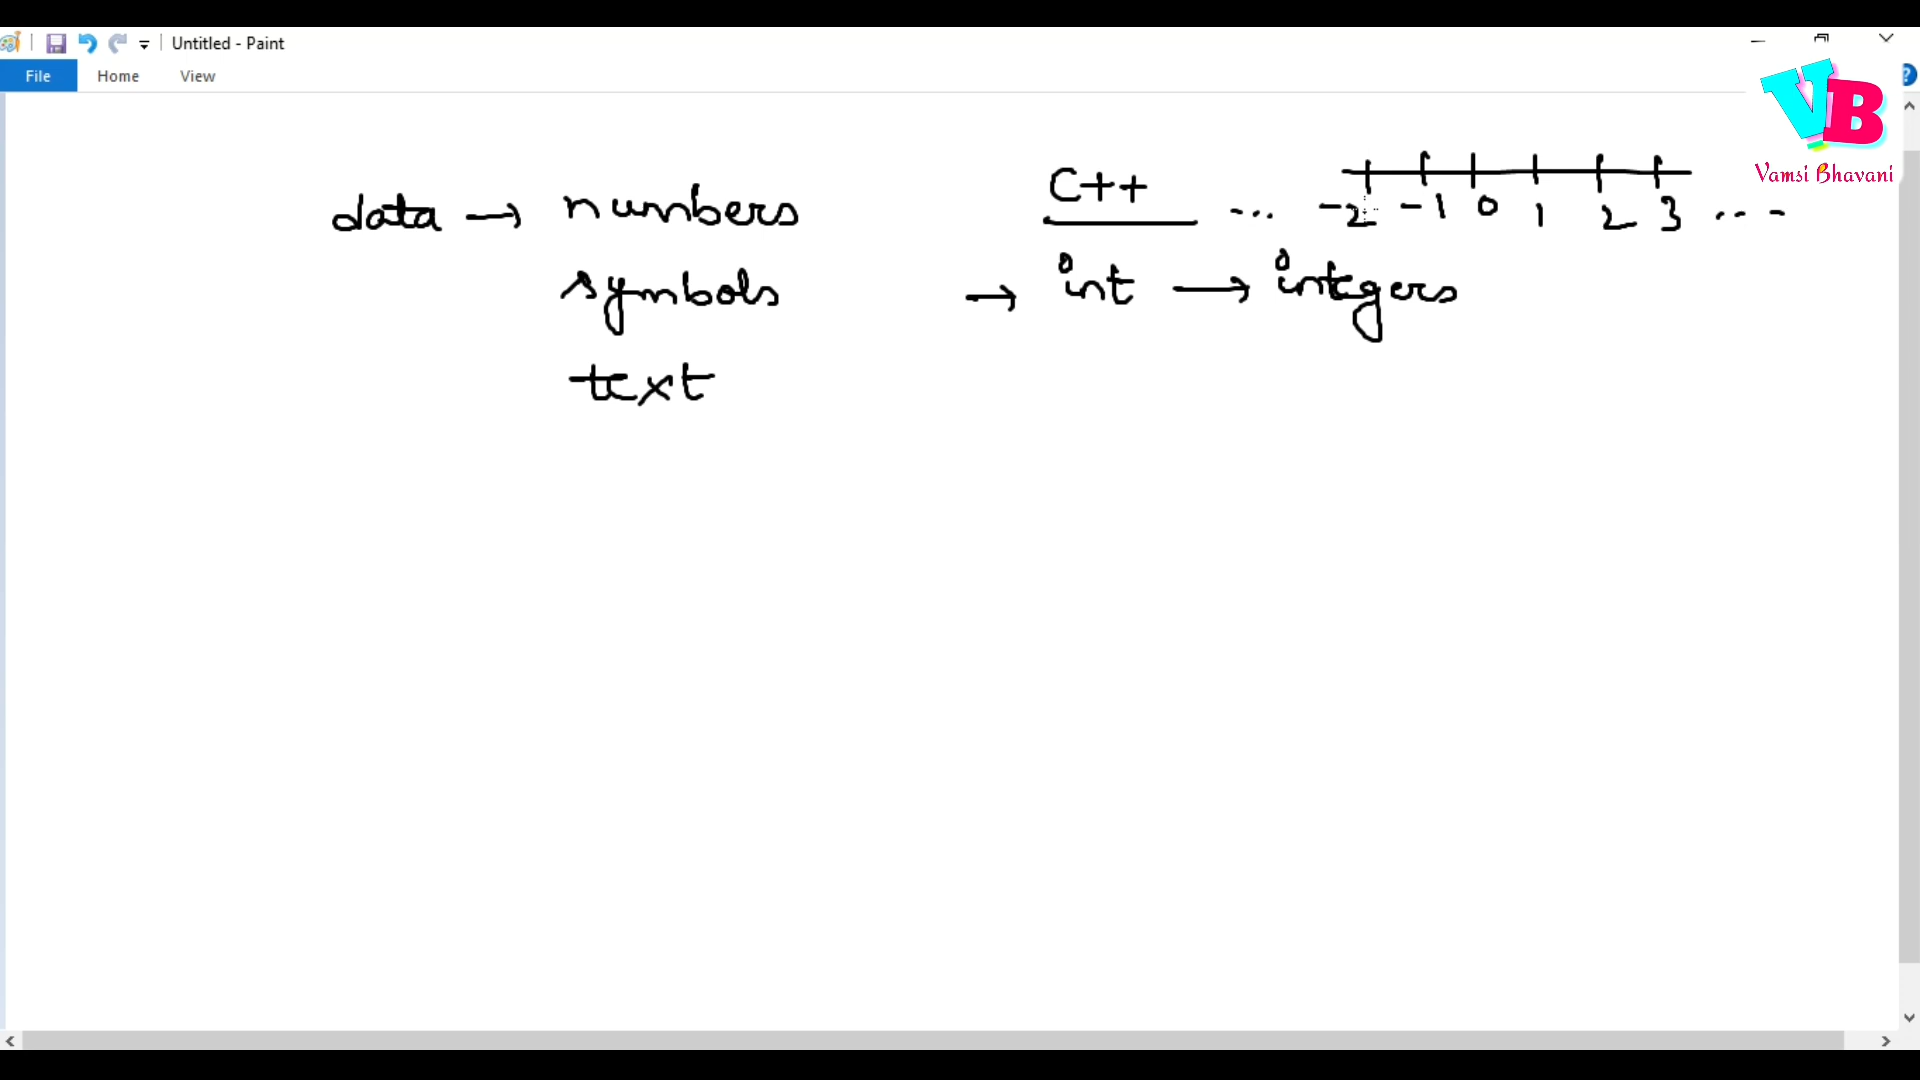 Untitled - Paint
File Home View
VB
Vamsi Bhavani
data → numbers
symbols
text
C++
... -2 -1 0 1 2 3 ...
→ int → integers